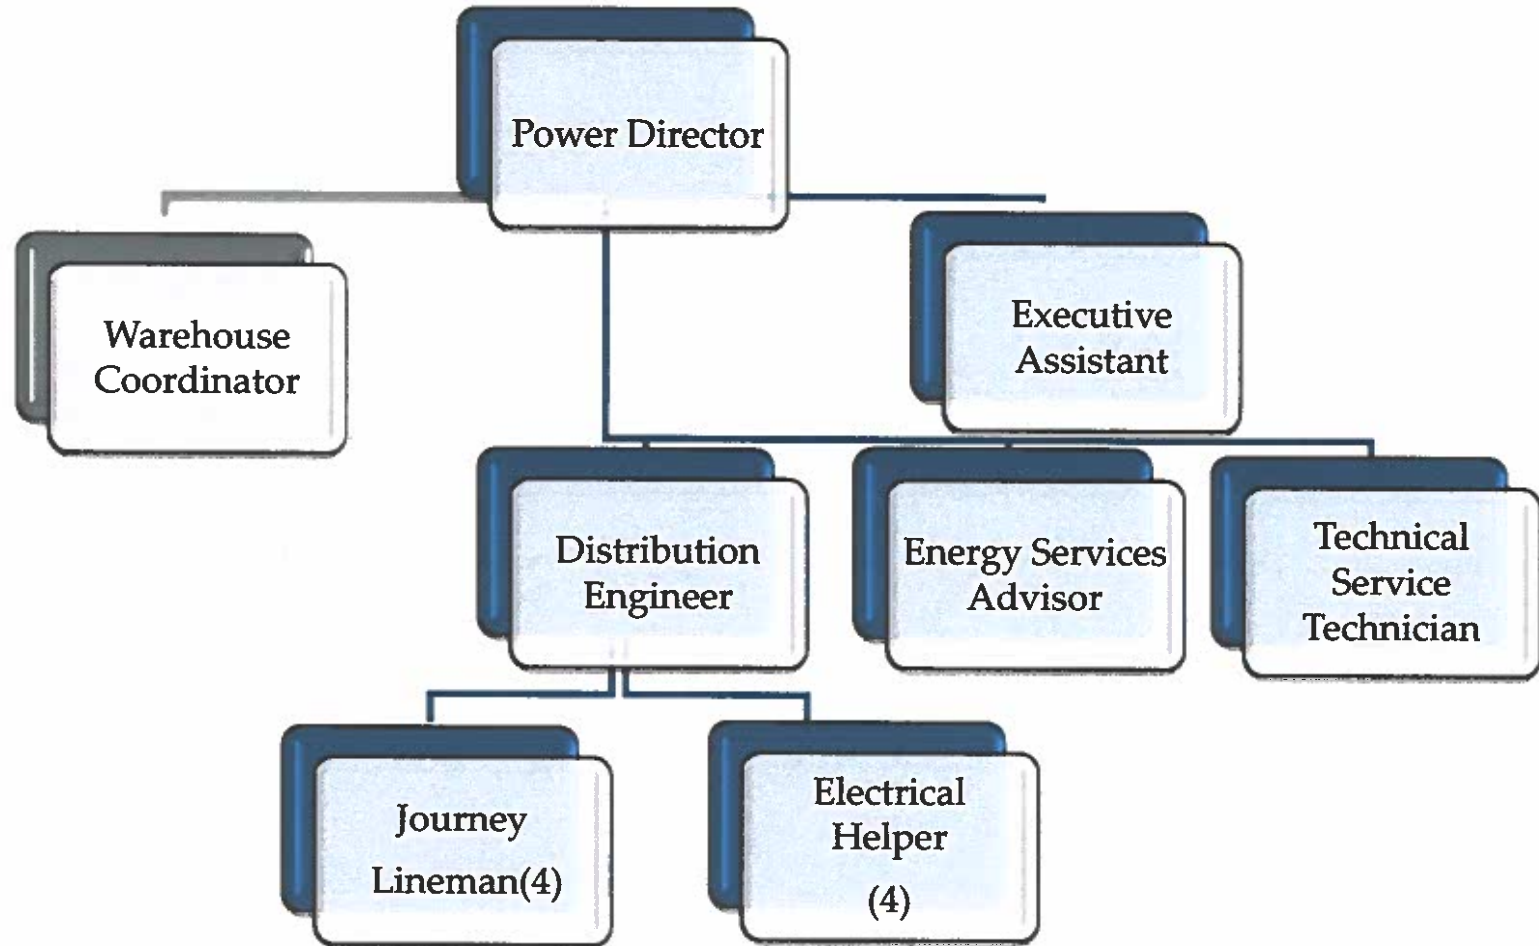 Power Director
Warehouse
Coordinator
Executive
Assistant
Distribution
Engineer
Energy Services
Advisor
Technical
Service
Technician
Journey
Lineman(4)
Electrical
Helper
(4)